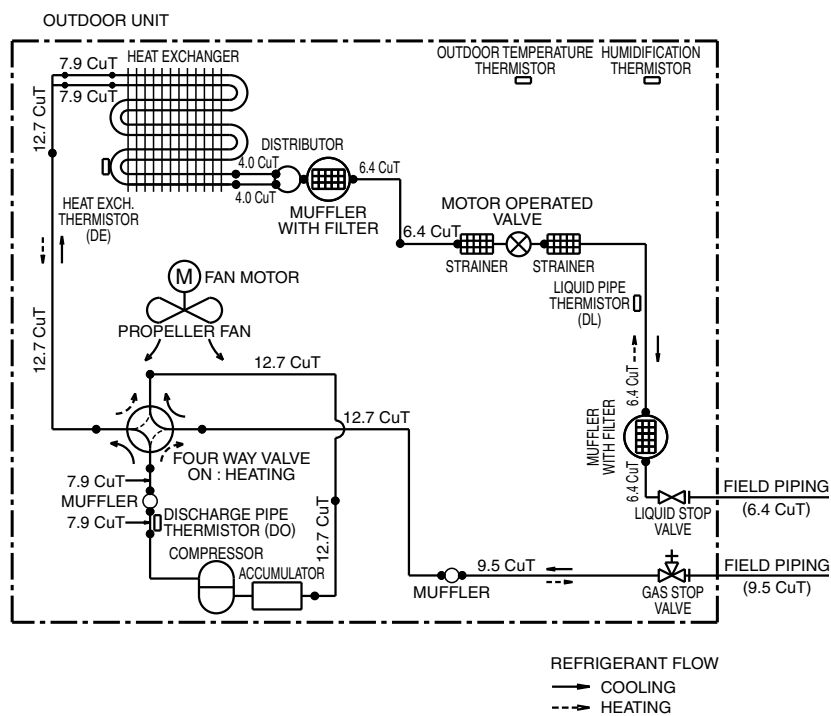 OUTDOOR UNIT
7.9 CuT
7.9 CuT
HEAT EXCHANGER
OUTDOOR TEMPERATURE
THERMISTOR
HUMIDIFICATION
THERMISTOR
12.7 CuT
DISTRIBUTOR
4.0 CuT
4.0 CuT
6.4 CuT
MUFFLER
WITH FILTER
HEAT EXCH.
THERMISTOR
(DE)
6.4 CuT
MOTOR OPERATED
VALVE
STRAINER
STRAINER
LIQUID PIPE
THERMISTOR
(DL)
M
FAN MOTOR
PROPELLER FAN
12.7 CuT
12.7 CuT
12.7 CuT
6.4 CuT
MUFFLER
WITH FILTER
6.4 CuT
FOUR WAY VALVE
ON : HEATING
7.9 CuT
MUFFLER
7.9 CuT
DISCHARGE PIPE
THERMISTOR (DO)
12.7 CuT
COMPRESSOR
ACCUMULATOR
LIQUID STOP
VALVE
FIELD PIPING
(6.4 CuT)
9.5 CuT
MUFFLER
GAS STOP
VALVE
FIELD PIPING
(9.5 CuT)
REFRIGERANT FLOW
COOLING
HEATING